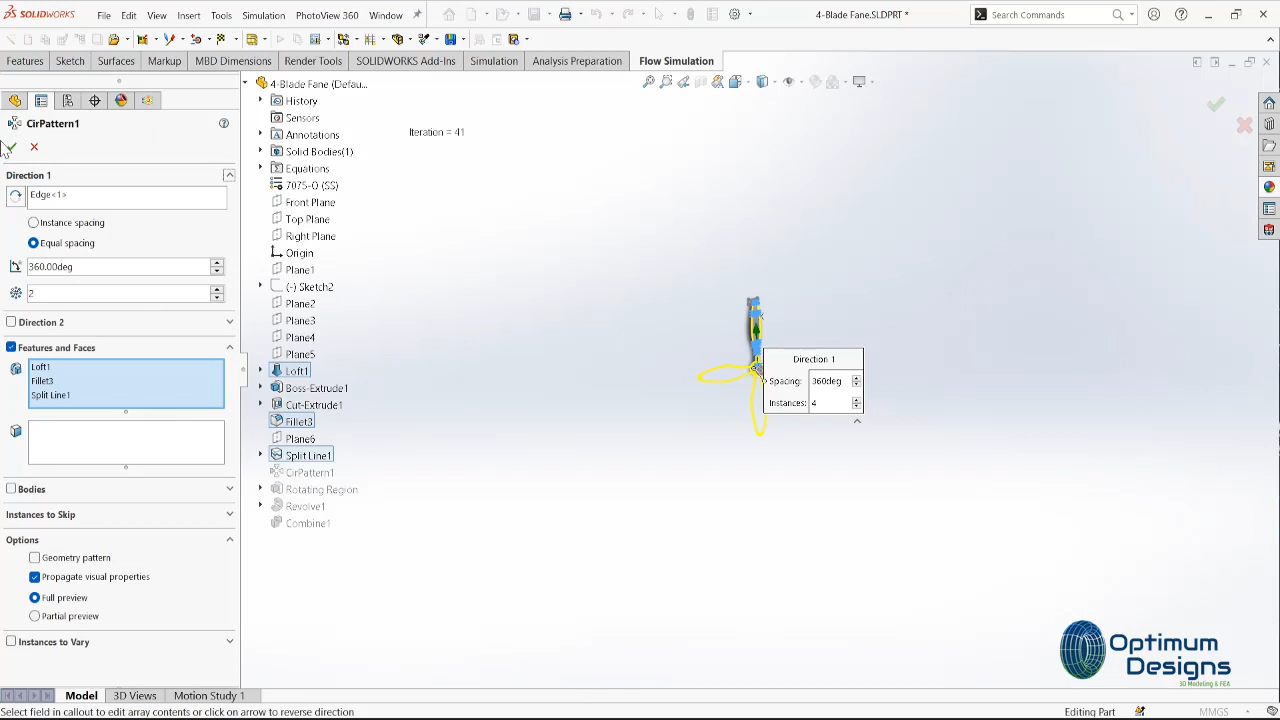 SOLIDWORKS
File
Edit
View
Insert
Tools
Simulation
PhotoView 360
Window
4-Blade Fane.SLDPRT *
Search Commands
Features
Sketch
Surfaces
Markup
MBD Dimensions
Render Tools
SOLIDWORKS Add-Ins
Simulation
Analysis Preparation
Flow Simulation
CirPattern1
Direction 1
Edge<1>
Instance spacing
Equal spacing
360.00deg
2
Direction 2
Features and Faces
Loft1
Fillet3
Split Line1
Bodies
Instances to Skip
Options
Geometry pattern
Propagate visual properties
Full preview
Partial preview
Instances to Vary
4-Blade Fane (Defau...
History
Sensors
Annotations
Solid Bodies(1)
Equations
7075-O (SS)
Front Plane
Top Plane
Right Plane
Origin
Plane1
(-) Sketch2
Plane2
Plane3
Plane4
Plane5
Loft1
Boss-Extrude1
Cut-Extrude1
Fillet3
Plane6
Split Line1
CirPattern1
Rotating Region
Revolve1
Combine1
Iteration = 41
Direction 1
Spacing: 360deg
Instances: 4
Optimum
Designs
3D Modeling & FEA
Model
3D Views
Motion Study 1
Select field in callout to edit array contents or click on arrow to reverse direction
Editing Part
MMGS